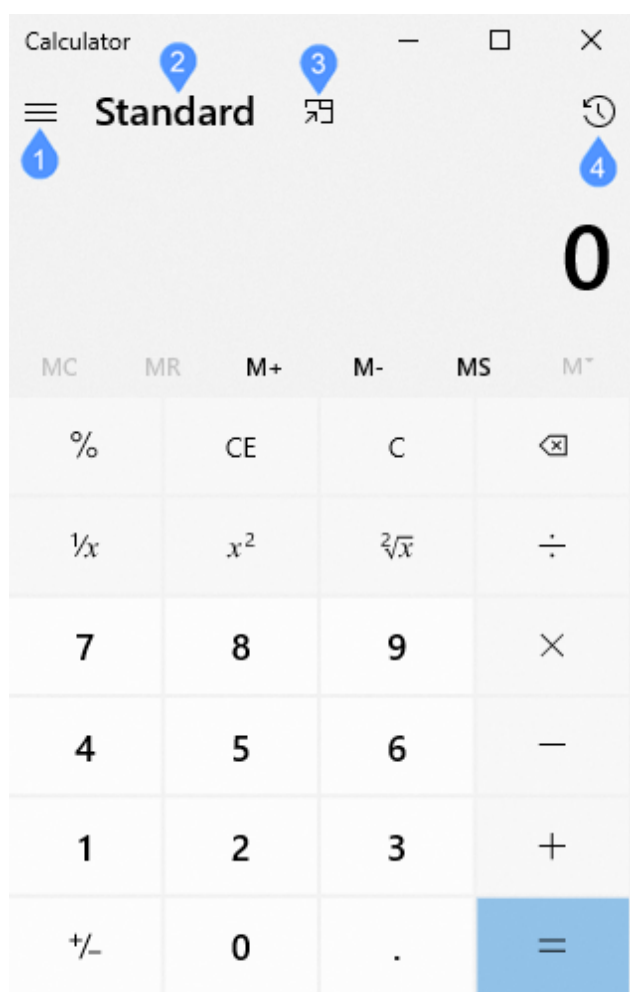 Calculator
2 3
Standard
1 4
0
MC MR M+ M- MS M˅
% CE C
⅟x x² ²√x ÷
7 8 9 ×
4 5 6 −
1 2 3 +
+/− 0 . =